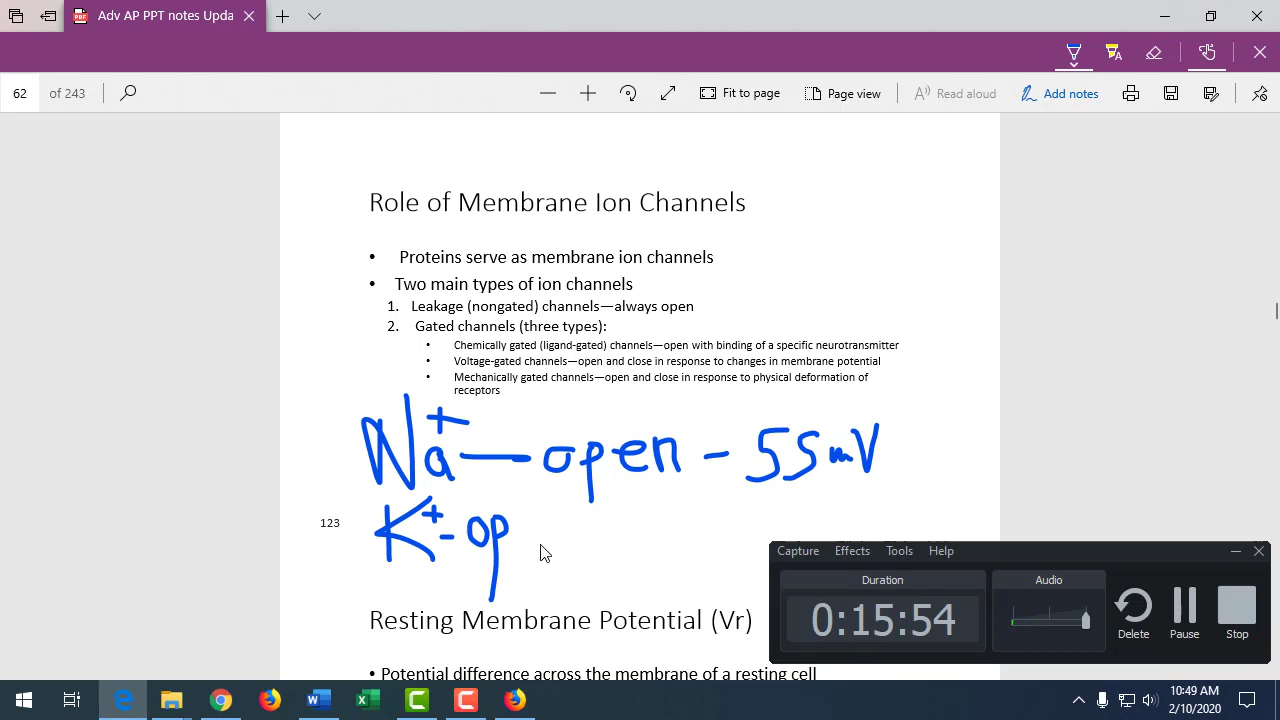 Adv AP PPT notes Upda
62 of 243
Fit to page
Page view
Read aloud
Add notes
Role of Membrane Ion Channels
• Proteins serve as membrane ion channels
• Two main types of ion channels
1. Leakage (nongated) channels—always open
2. Gated channels (three types):
• Chemically gated (ligand-gated) channels—open with binding of a specific neurotransmitter
• Voltage-gated channels—open and close in response to changes in membrane potential
• Mechanically gated channels—open and close in response to physical deformation of
receptors
Na+ — open - 55mV
K+ - op
123
Resting Membrane Potential (Vr)
• Potential difference across the membrane of a resting cell
Capture Effects Tools Help
Duration
0:15:54
Audio
Delete
Pause
Stop
10:49 AM
2/10/2020